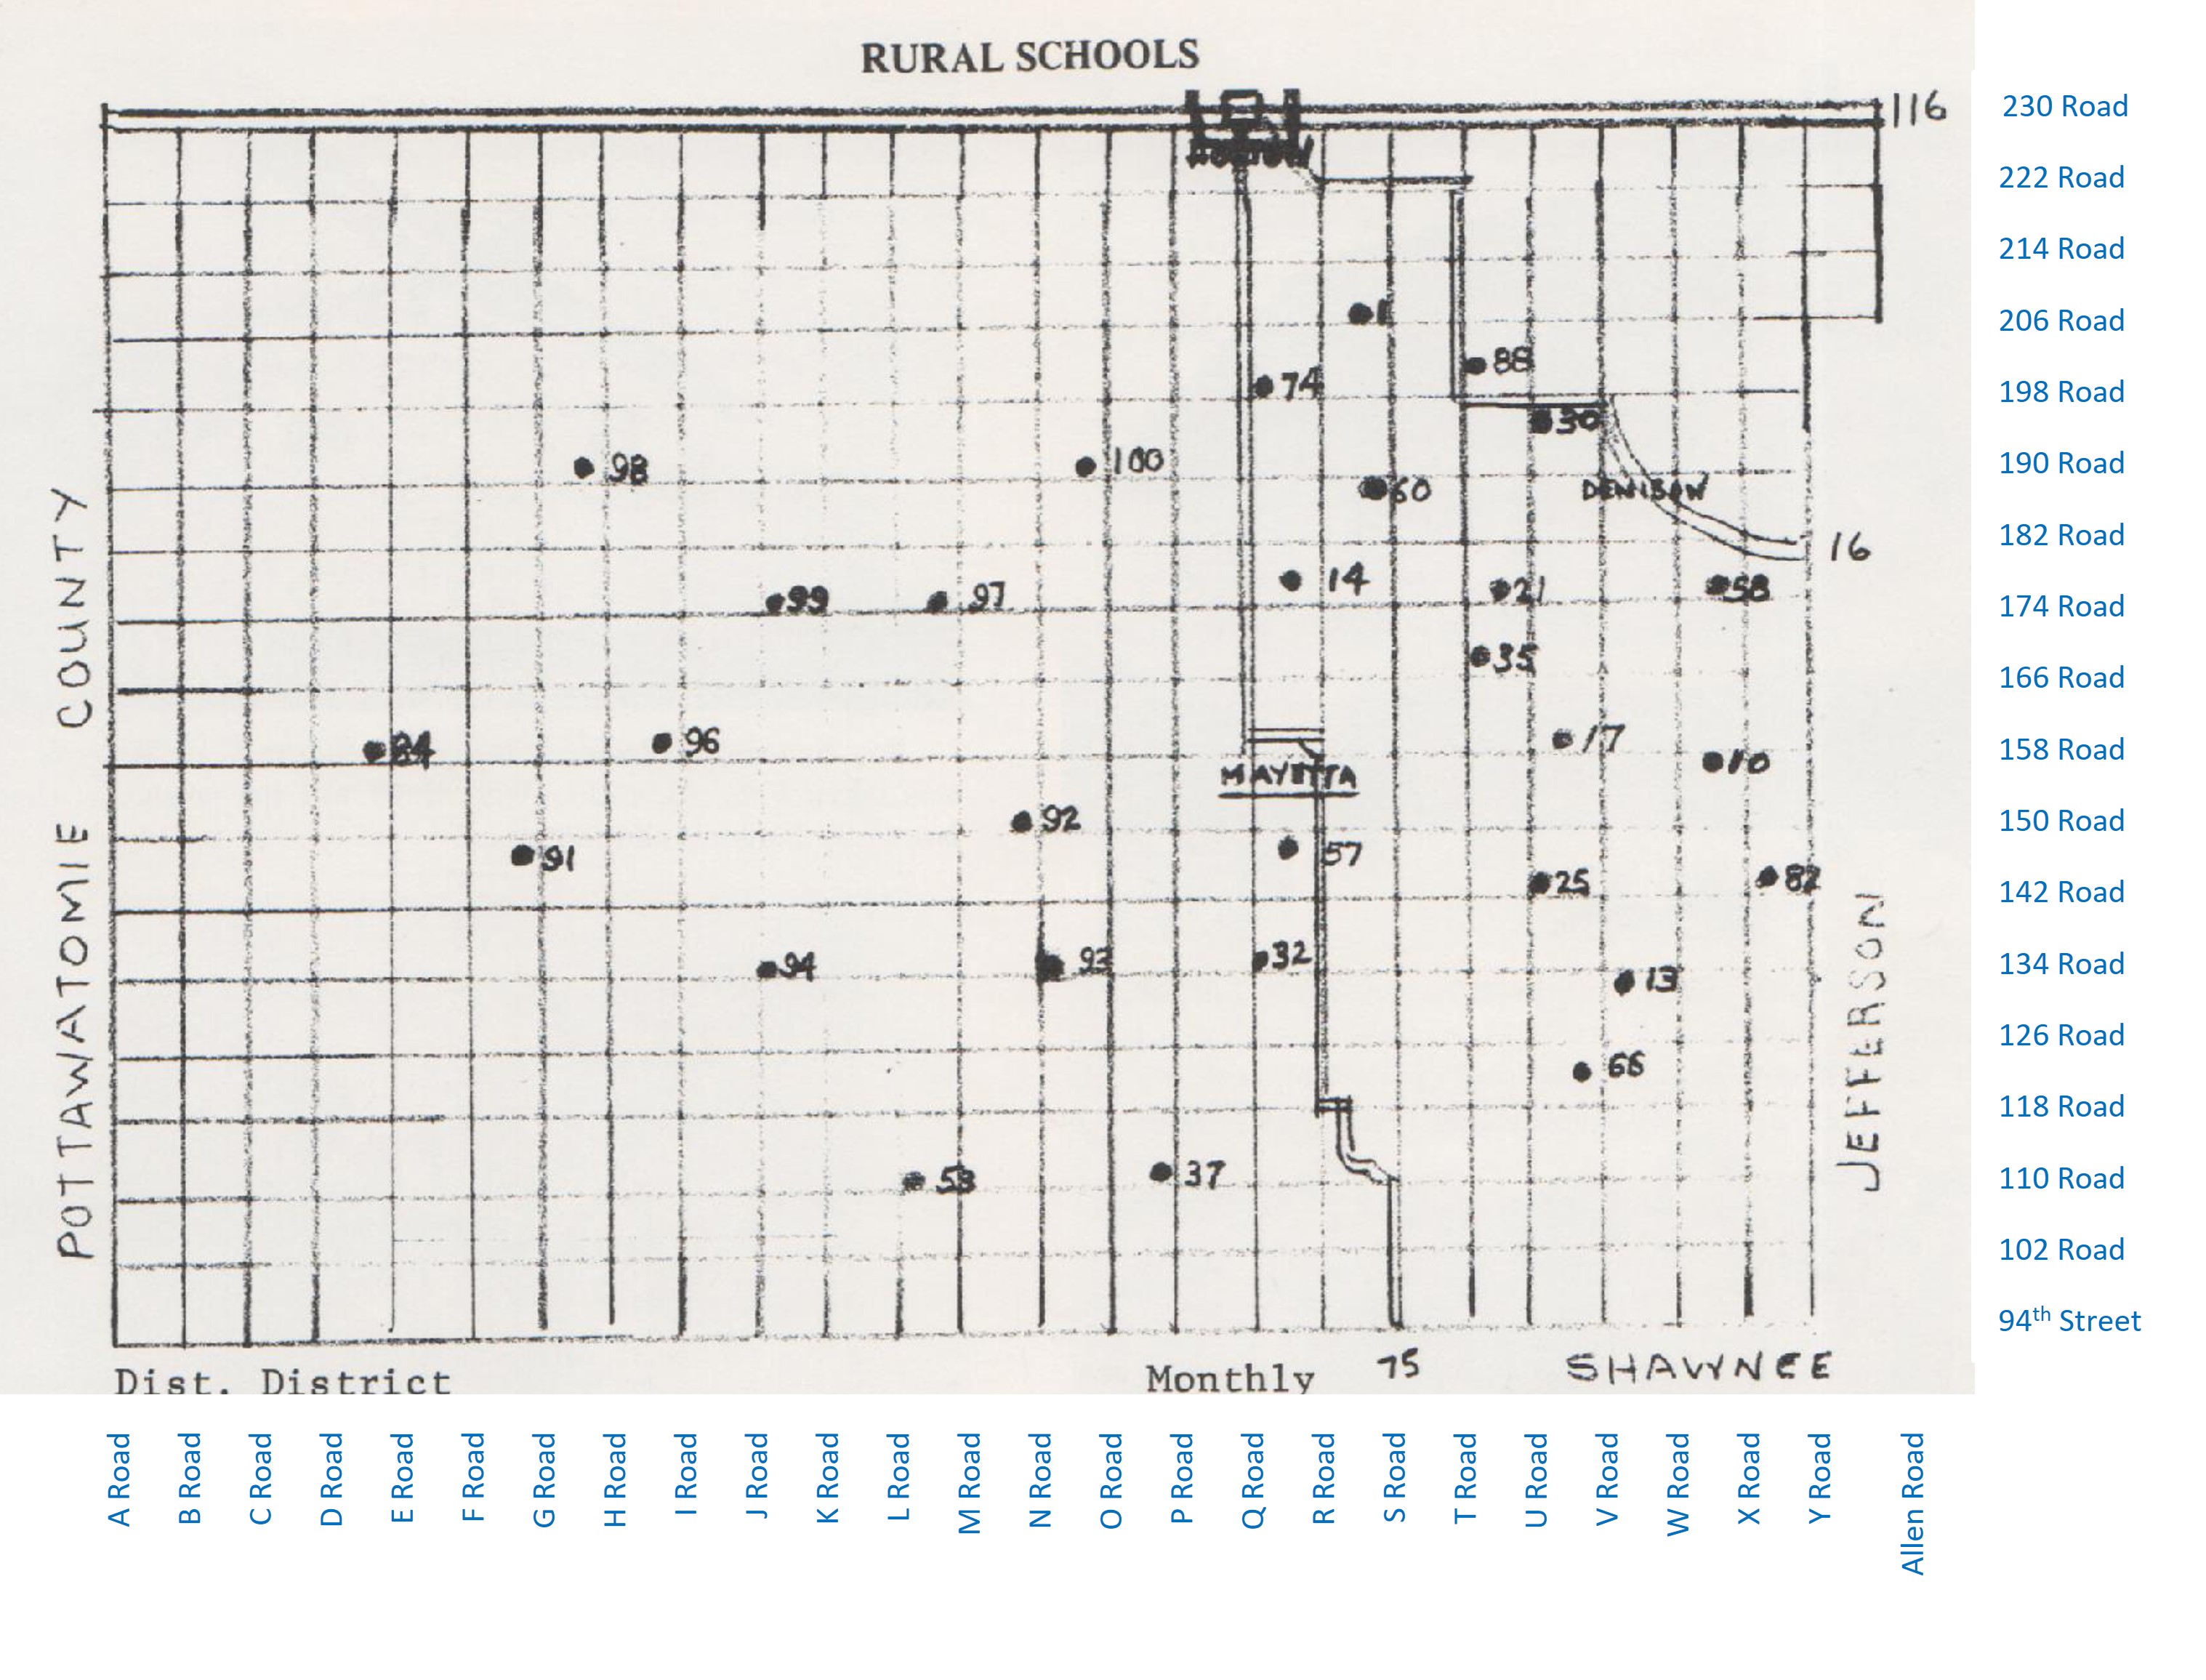 RURAL SCHOOLS
116
230 Road
HOLTON
222 Road
214 Road
1
206 Road
88
74
198 Road
30
98
100
190 Road
60
DENISON
182 Road
16
14
99
97
21
58
174 Road
35
166 Road
84
96
17
158 Road
10
MAYETTA
92
150 Road
91
57
25
82
142 Road
94
93
32
134 Road
13
126 Road
66
118 Road
53
37
110 Road
102 Road
94th Street
POTTAWATOMIE COUNTY
JEFFERSON
75
SHAWNEE
Dist. District
Monthly
A Road
B Road
C Road
D Road
E Road
F Road
G Road
H Road
I Road
J Road
K Road
L Road
M Road
N Road
O Road
P Road
Q Road
R Road
S Road
T Road
U Road
V Road
W Road
X Road
Y Road
Allen Road